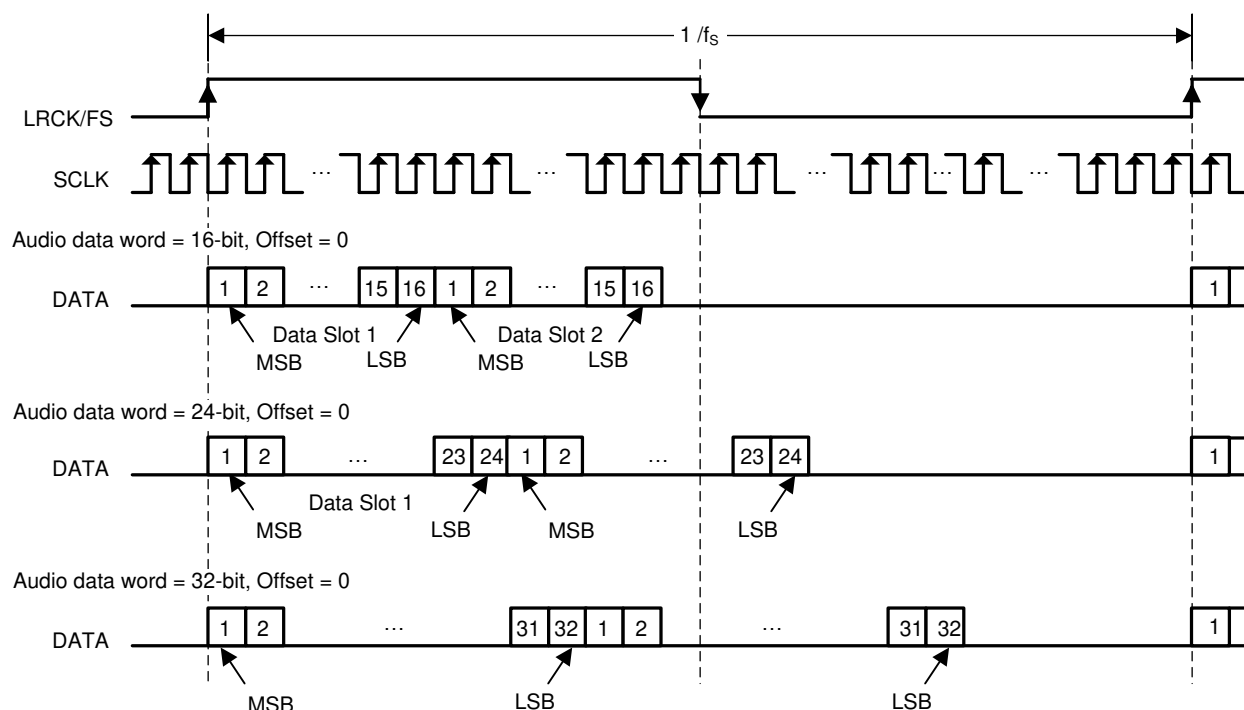 1 /fS
LRCK/FS
SCLK
… … … … …
Audio data word = 16-bit, Offset = 0
DATA
1 2 … 15 16 1 2 … 15 16 1
Data Slot 1 Data Slot 2
MSB LSB MSB LSB
Audio data word = 24-bit, Offset = 0
DATA
1 2 … 23 24 1 2 … 23 24 1
Data Slot 1
MSB LSB MSB LSB
Audio data word = 32-bit, Offset = 0
DATA
1 2 … 31 32 1 2 … 31 32 1
MSB LSB LSB